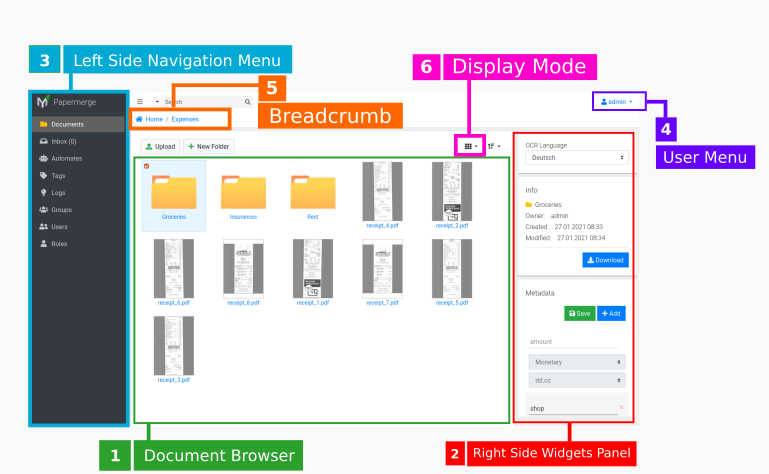 3 Left Side Navigation Menu
6 Display Mode
5
Breadcrumb
Papermerge
Search
admin
Home / Expenses
4
User Menu
Documents
Inbox (0)
Automates
Tags
Logs
Groups
Users
Roles
Upload
New Folder
Groceries
Insurances
Rent
receipt_4.pdf
receipt_2.pdf
receipt_6.pdf
receipt_8.pdf
receipt_1.pdf
receipt_7.pdf
receipt_5.pdf
receipt_3.pdf
OCR Language
Deutsch
Info
Groceries
Owner: admin
Created: 27.01.2021 08:33
Modified: 27.01.2021 08:34
Download
Metadata
Save
Add
amount
Monetary
dd.cc
shop
1 Document Browser
2 Right Side Widgets Panel